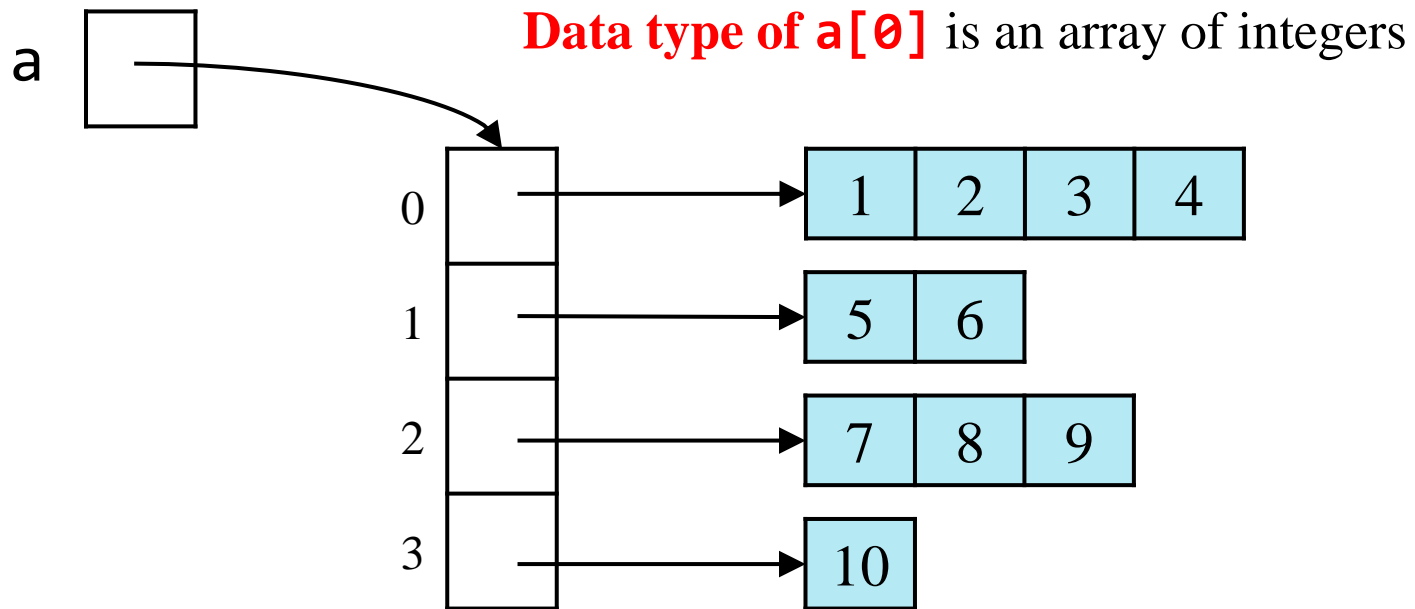 Data type of a[0] is an array of integers
a
0 1 2 3 4
1 5 6
2 7 8 9
3 10